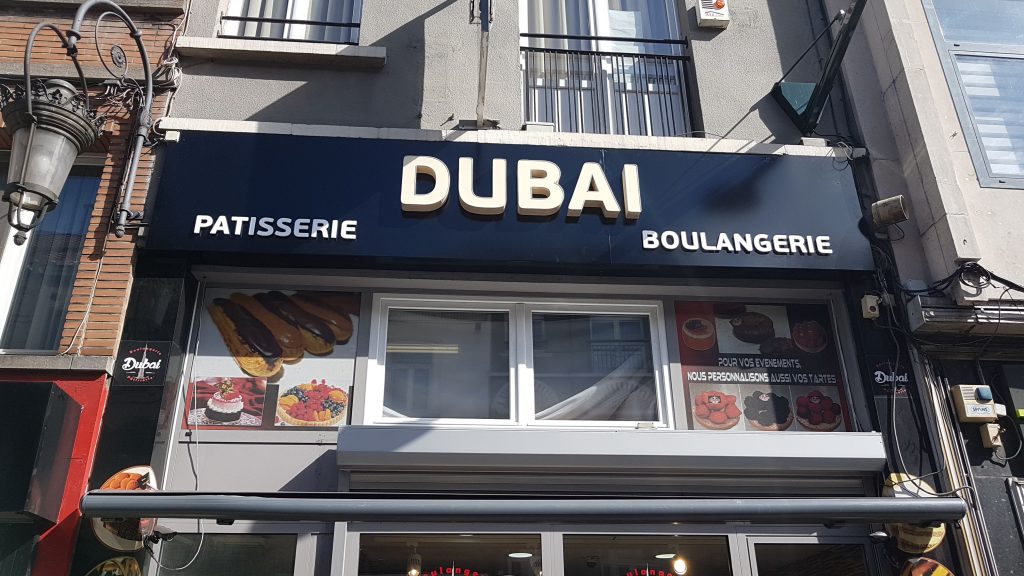 DUBAI
PATISSERIE
BOULANGERIE
POUR VOS EVENEMENTS,
NOUS PERSONNALISONS AUSSI VOS TARTES
Dubai
Dubai